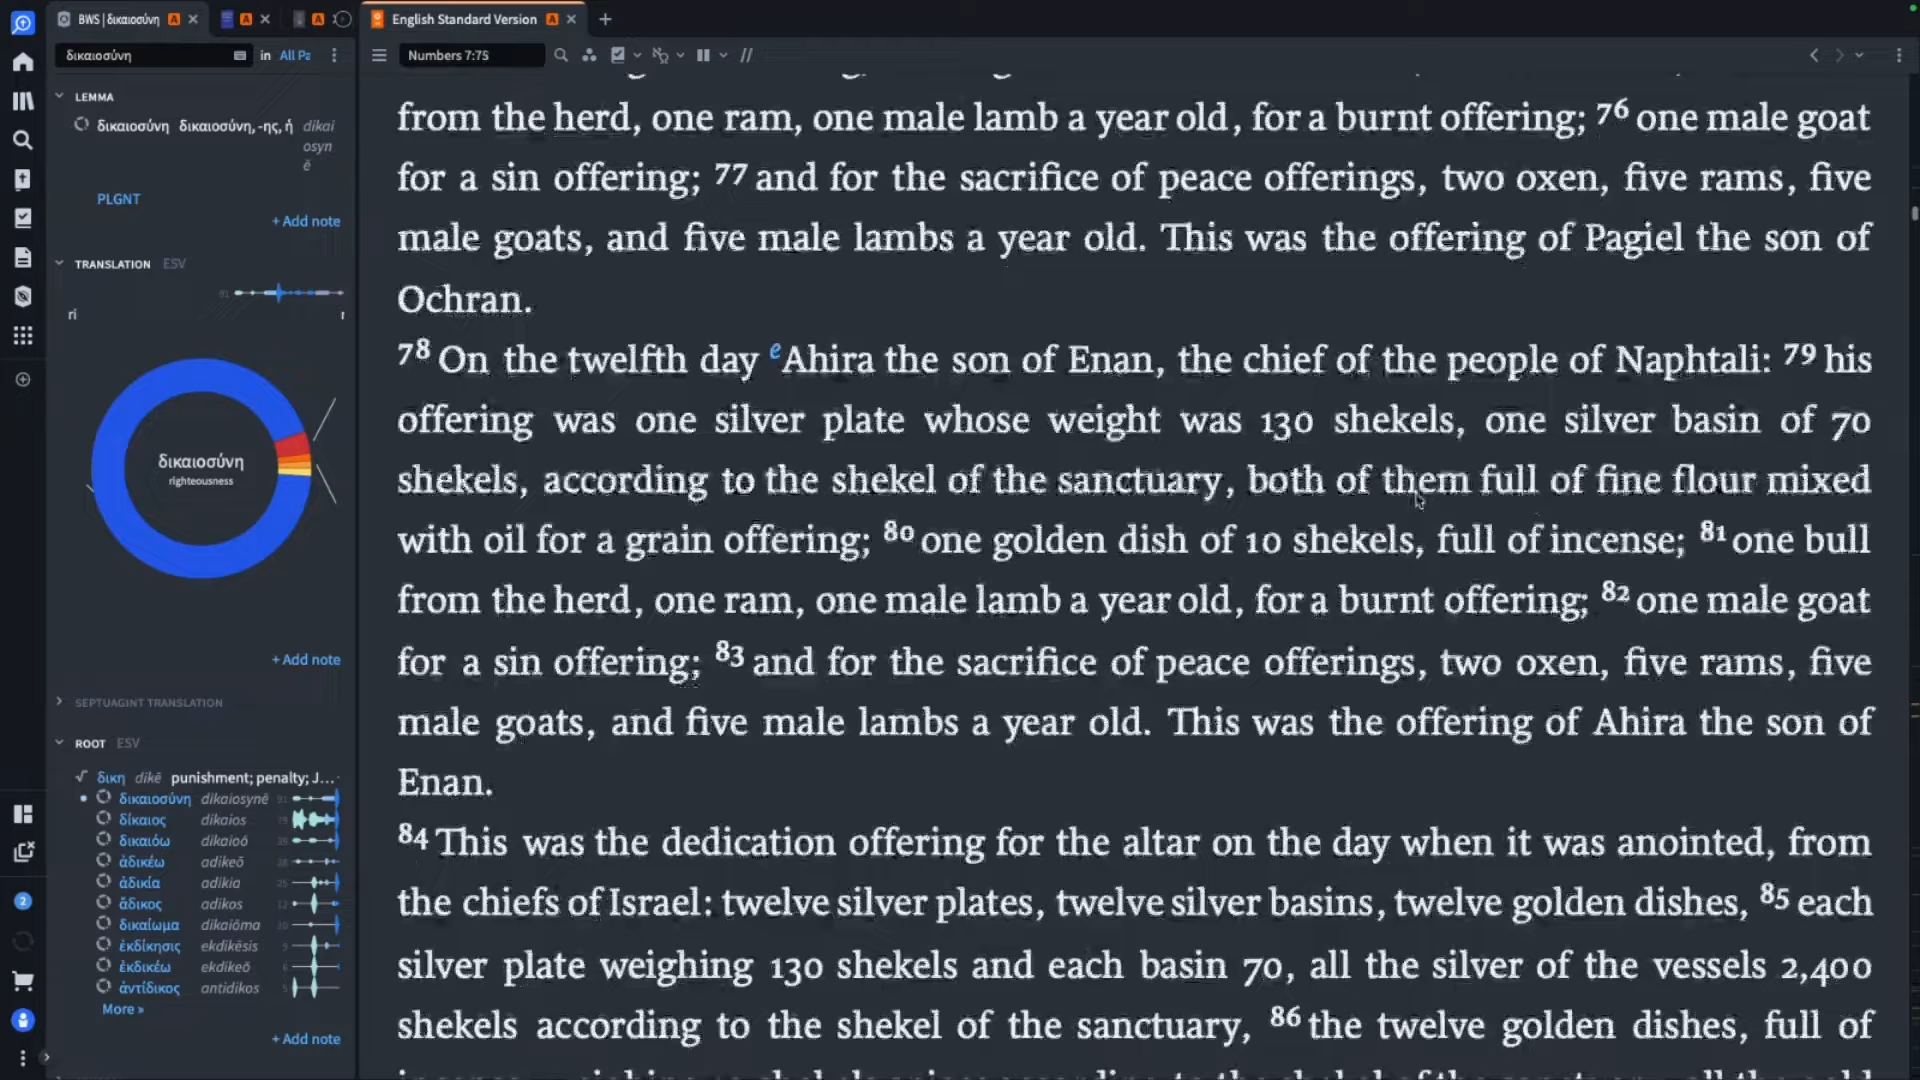 BWS | δικαιοσύνη A
A
A
English Standard Version A
δικαιοσύνη in All Pa
Numbers 7:75
LEMMA
δικαιοσύνη δικαιοσύνη, -ης, ἡ dikai
osyn
ē
PLGNT
+ Add note
TRANSLATION ESV
91
ri
r
δικαιοσύνη
righteousness
+ Add note
SEPTUAGINT TRANSLATION
ROOT ESV
δικη dikē punishment; penalty; J...
δικαιοσύνη dikaiosynē 91
δίκαιος dikaios 79
δικαιόω dikaioō 39
ἀδικέω adikeō 28
ἀδικία adikia 25
ἄδικος adikos 12
δικαίωμα dikaiōma 10
ἐκδίκησις ekdikēsis 9
ἐκδικέω ekdikeō 6
ἀντίδικος antidikos 5
More »
+ Add note
2
from the herd, one ram, one male lamb a year old, for a burnt offering; 76 one male goat
for a sin offering; 77 and for the sacrifice of peace offerings, two oxen, five rams, five
male goats, and five male lambs a year old. This was the offering of Pagiel the son of
Ochran.
78 On the twelfth day e Ahira the son of Enan, the chief of the people of Naphtali: 79 his
offering was one silver plate whose weight was 130 shekels, one silver basin of 70
shekels, according to the shekel of the sanctuary, both of them full of fine flour mixed
with oil for a grain offering; 80 one golden dish of 10 shekels, full of incense; 81 one bull
from the herd, one ram, one male lamb a year old, for a burnt offering; 82 one male goat
for a sin offering; 83 and for the sacrifice of peace offerings, two oxen, five rams, five
male goats, and five male lambs a year old. This was the offering of Ahira the son of
Enan.
84 This was the dedication offering for the altar on the day when it was anointed, from
the chiefs of Israel: twelve silver plates, twelve silver basins, twelve golden dishes, 85 each
silver plate weighing 130 shekels and each basin 70, all the silver of the vessels 2,400
shekels according to the shekel of the sanctuary, 86 the twelve golden dishes, full of